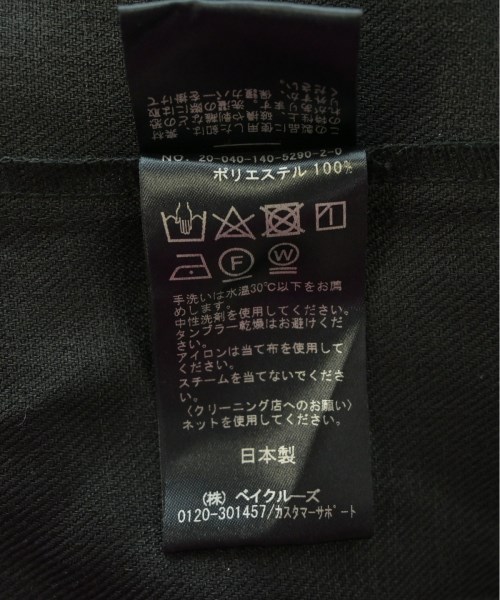 NO. 20-040-140-5290-2-0
ポリエステル 100%
F W
手洗いは水温30℃以下をお薦
めします。
中性洗剤を使用してください。
タンブラー乾燥はお避けくだ
さい。
アイロンは当て布を使用して
ください。
スチームを当てないでくださ
い。
〈クリーニング店へのお願い〉
ネットを使用してください。
日本製
(株) ベイクルーズ
0120-301457/カスタマーサポート